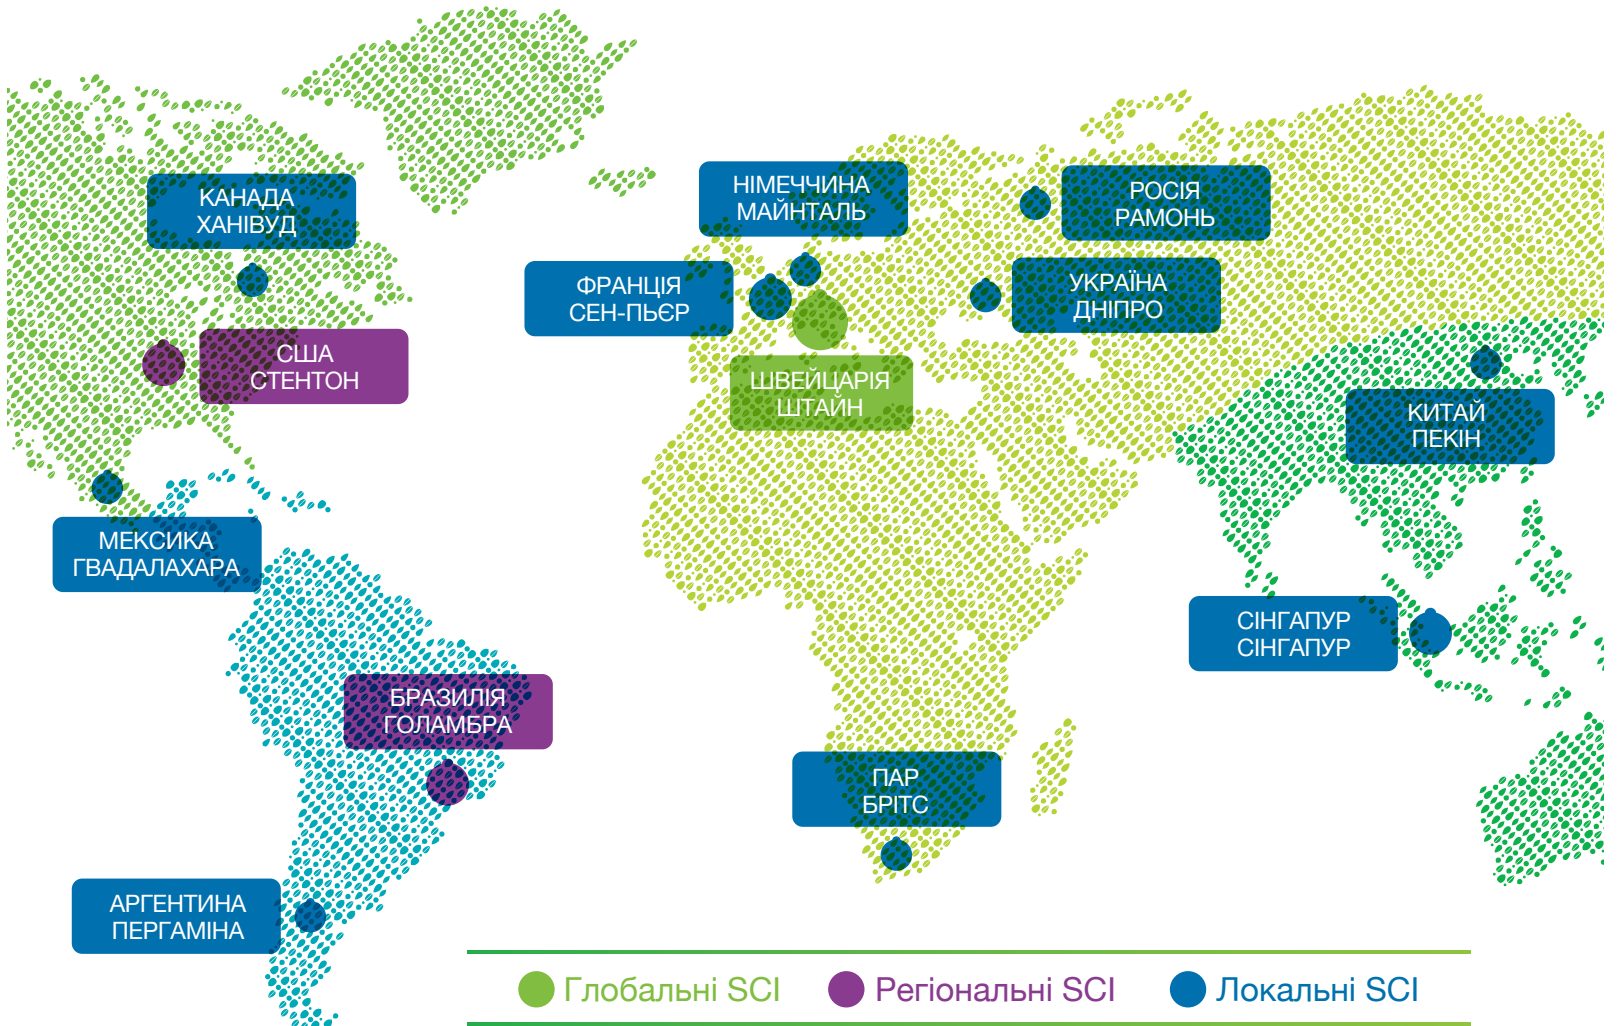 КАНАДА
ХАНІВУД
НІМЕЧЧИНА
МАЙНТАЛЬ
РОСІЯ
РАМОНЬ
ФРАНЦІЯ
СЕН-ПЬЄР
УКРАЇНА
ДНІПРО
США
СТЕНТОН
ШВЕЙЦАРІЯ
ШТАЙН
КИТАЙ
ПЕКІН
МЕКСИКА
ГВАДАЛАХАРА
СІНГАПУР
СІНГАПУР
БРАЗИЛІЯ
ГОЛАМБРА
ПАР
БРІТС
АРГЕНТИНА
ПЕРГАМІНА
Глобальні SCI
Регіональні SCI
Локальні SCI